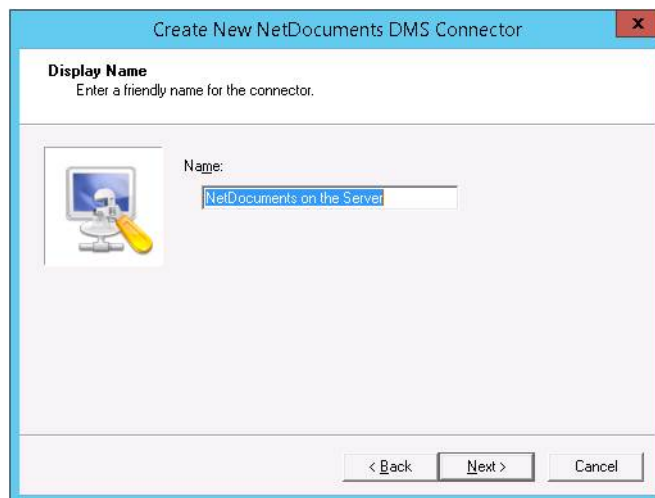 Create New NetDocuments DMS Connector
x
Display Name
Enter a friendly name for the connector.
Name:
NetDocuments on the Server
< Back Next > Cancel